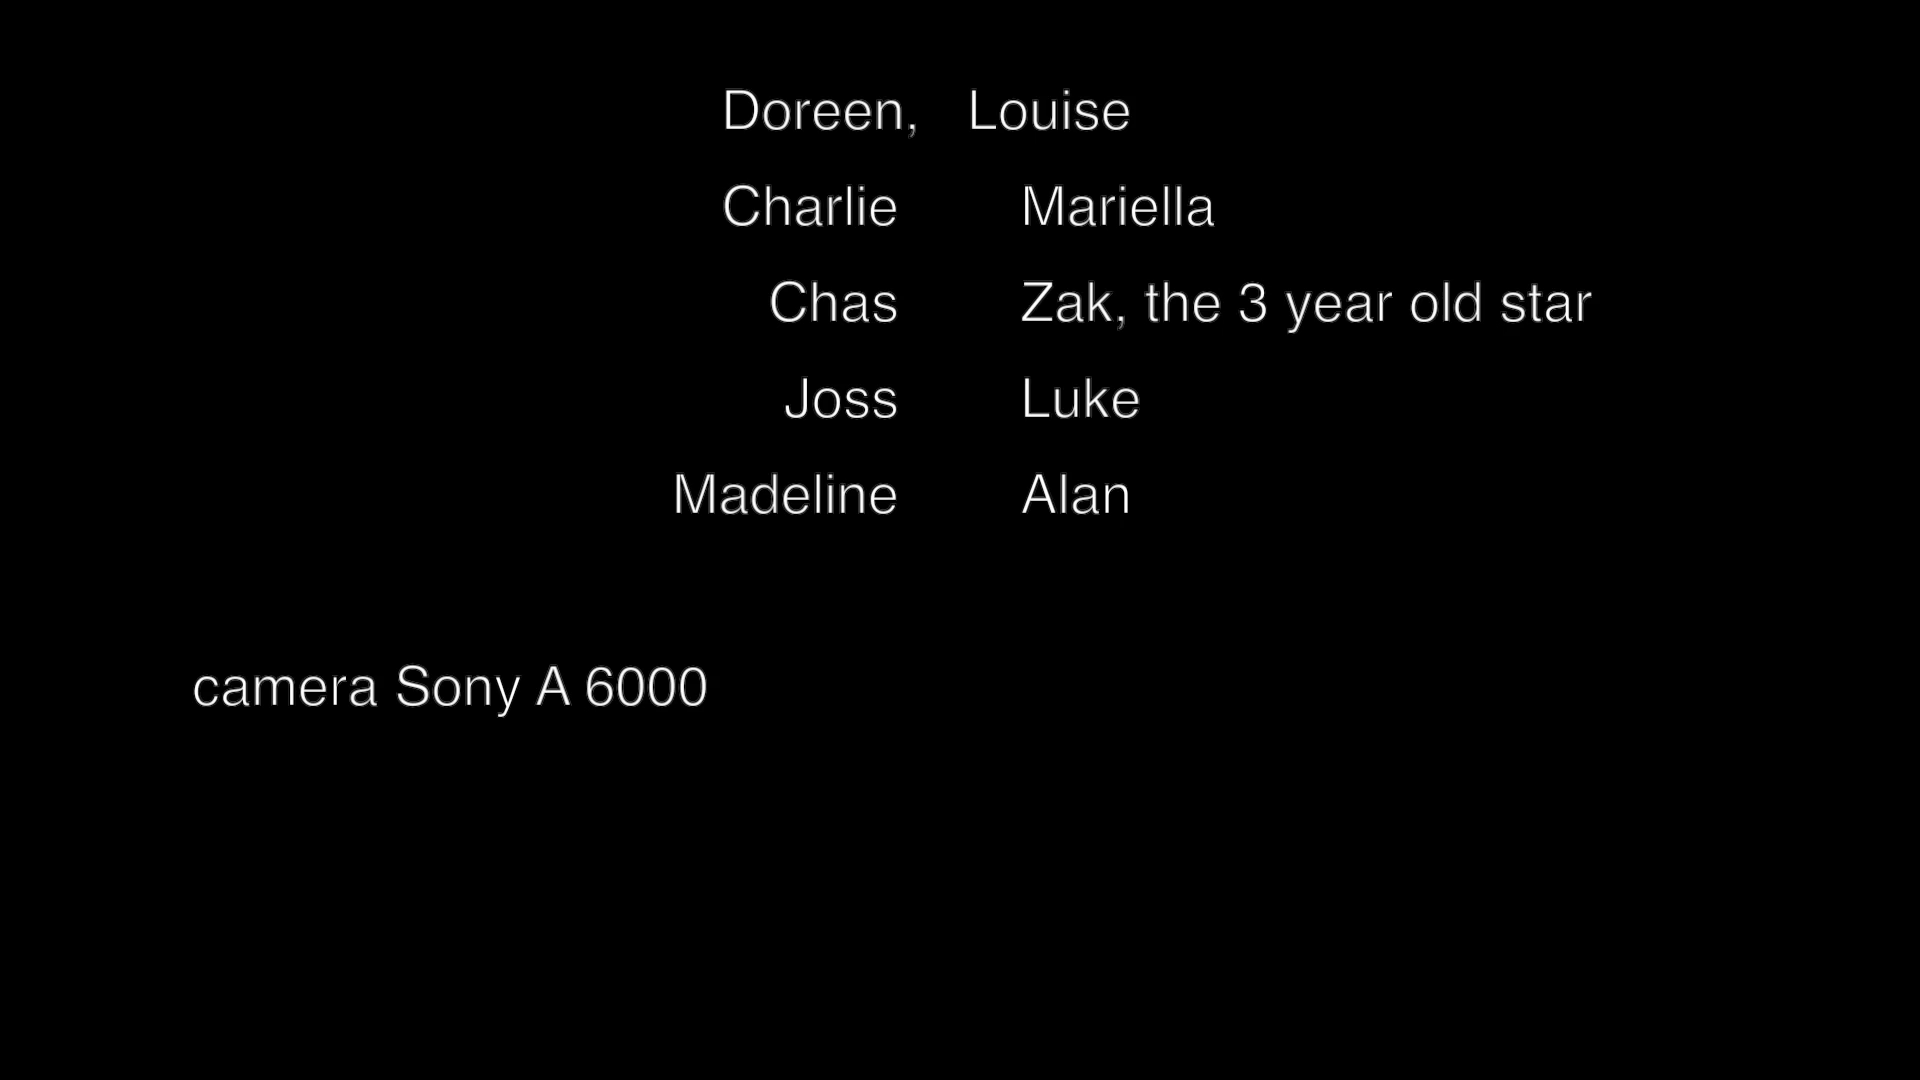 Doreen, Louise
Charlie Mariella
Chas Zak, the 3 year old star
Joss Luke
Madeline Alan
camera Sony A 6000